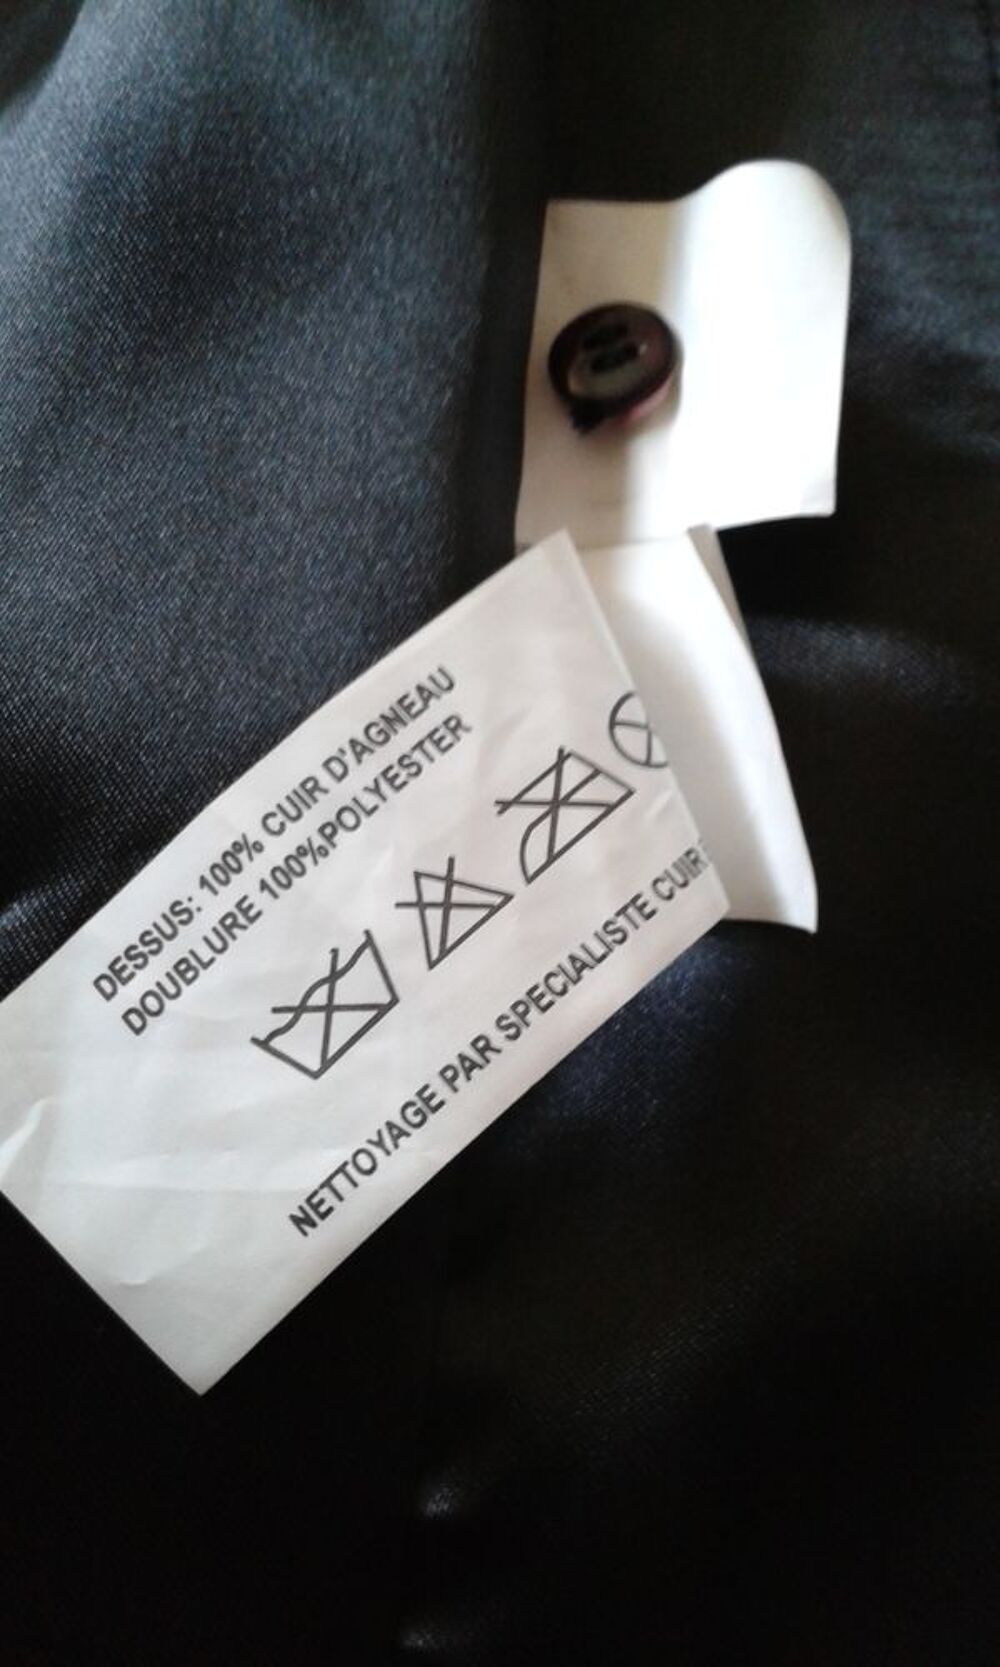 DESSUS: 100% CUIR D'AGNEAU
DOUBLURE 100%POLYESTER
NETTOYAGE PAR SPECIALISTE CUIR